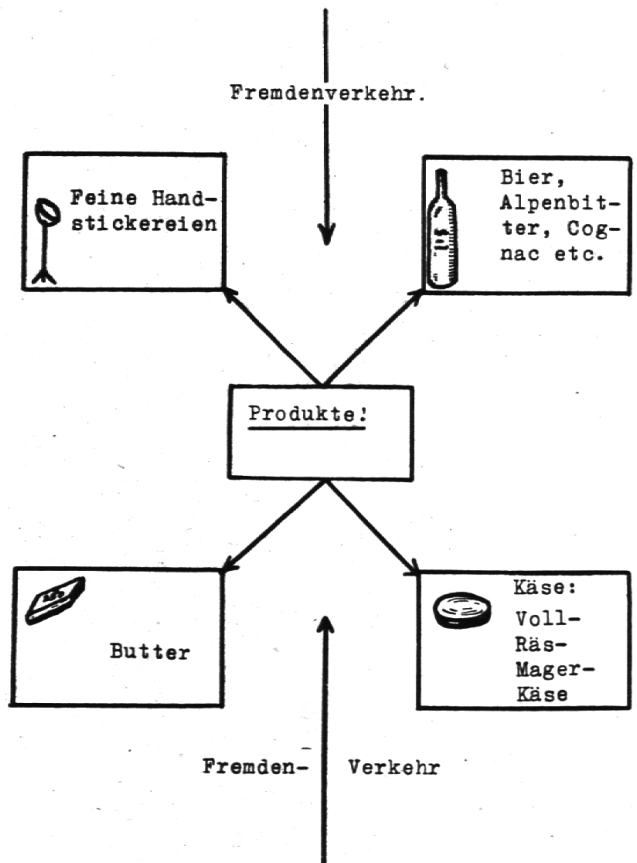 Fremdenverkehr.
Feine Hand-
stickereien
Bier,
Alpenbit-
ter, Cog-
nac etc.
Produkte!
Butter
Käse:
Voll-
Räs-
Mager-
Käse
Fremden- Verkehr